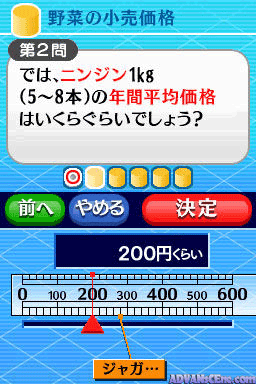 野菜の小売価格
第2問
では、ニンジン1kg
(5〜8本)の年間平均価格
はいくらぐらいでしょう?
前へ
やめる
決定
200円くらい
0 100 200 300 400 500 600
ジャガ…
ADVANSCENE.com